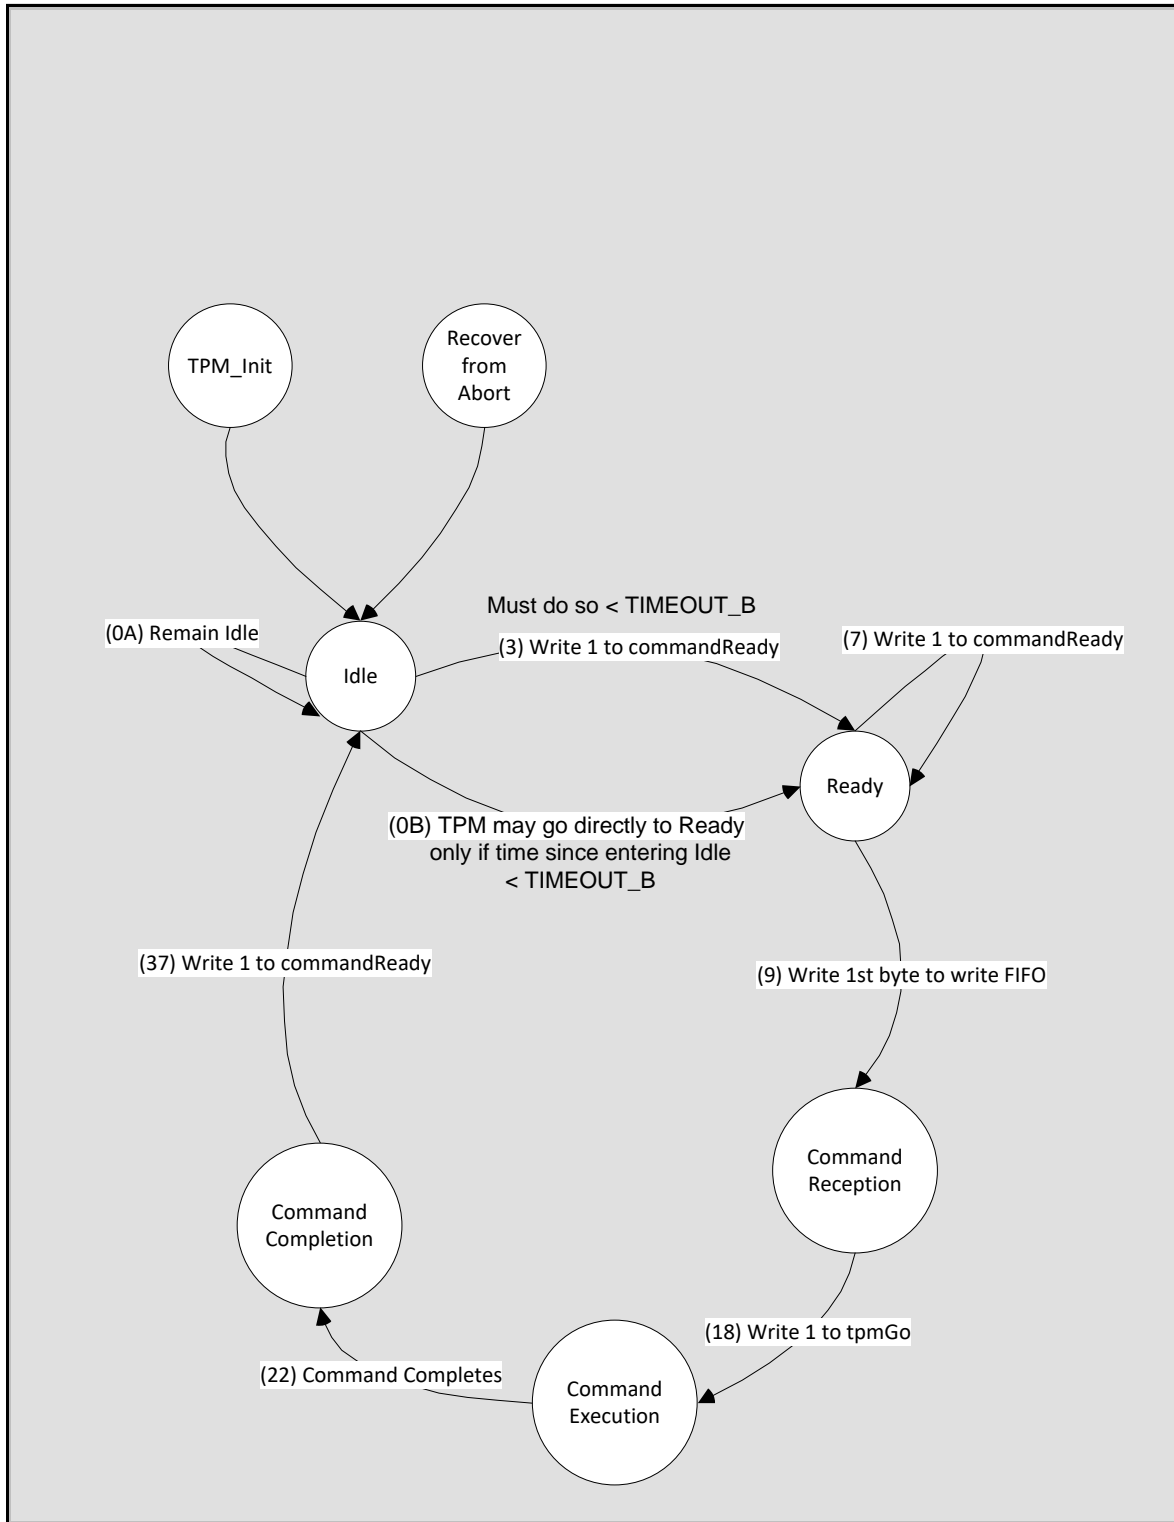 TPM_Init
Recover
from
Abort
Must do so < TIMEOUT_B
(0A) Remain Idle
(3) Write 1 to commandReady
(7) Write 1 to commandReady
Idle
Ready
(0B) TPM may go directly to Ready
only if time since entering Idle
< TIMEOUT_B
(37) Write 1 to commandReady
(9) Write 1st byte to write FIFO
Command
Reception
Command
Completion
(18) Write 1 to tpmGo
(22) Command Completes
Command
Execution